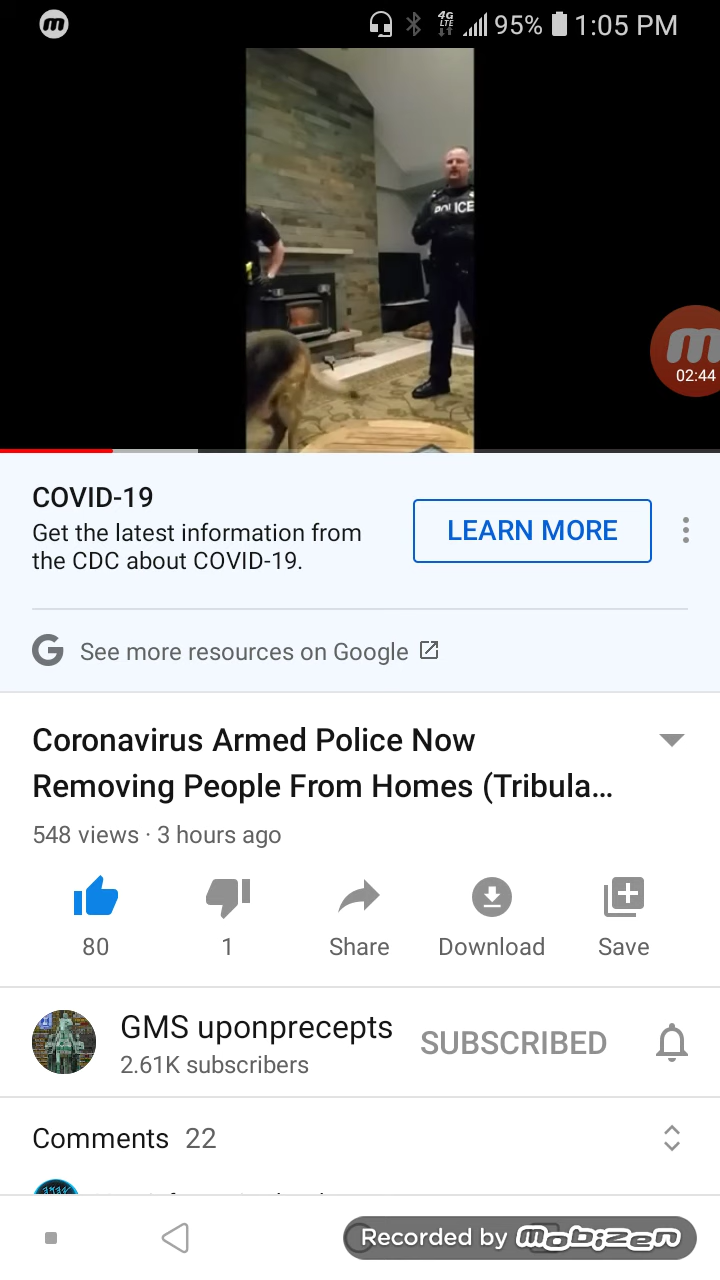 4G
LTE
95%
1:05 PM
POLICE
02:44
COVID-19
Get the latest information from
the CDC about COVID-19.
LEARN MORE
See more resources on Google
Coronavirus Armed Police Now
Removing People From Homes (Tribula...
548 views · 3 hours ago
80
1
Share
Download
Save
GMS uponprecepts
2.61K subscribers
SUBSCRIBED
Comments 22
Recorded by mobizen